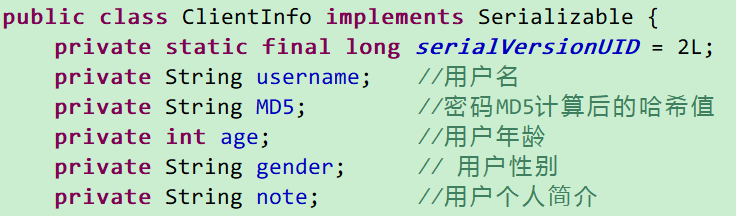 public class ClientInfo implements Serializable {
private static final long serialVersionUID = 2L;
private String username; //用户名
private String MD5; //密码MD5计算后的哈希值
private int age; //用户年龄
private String gender; // 用户性别
private String note; //用户个人简介